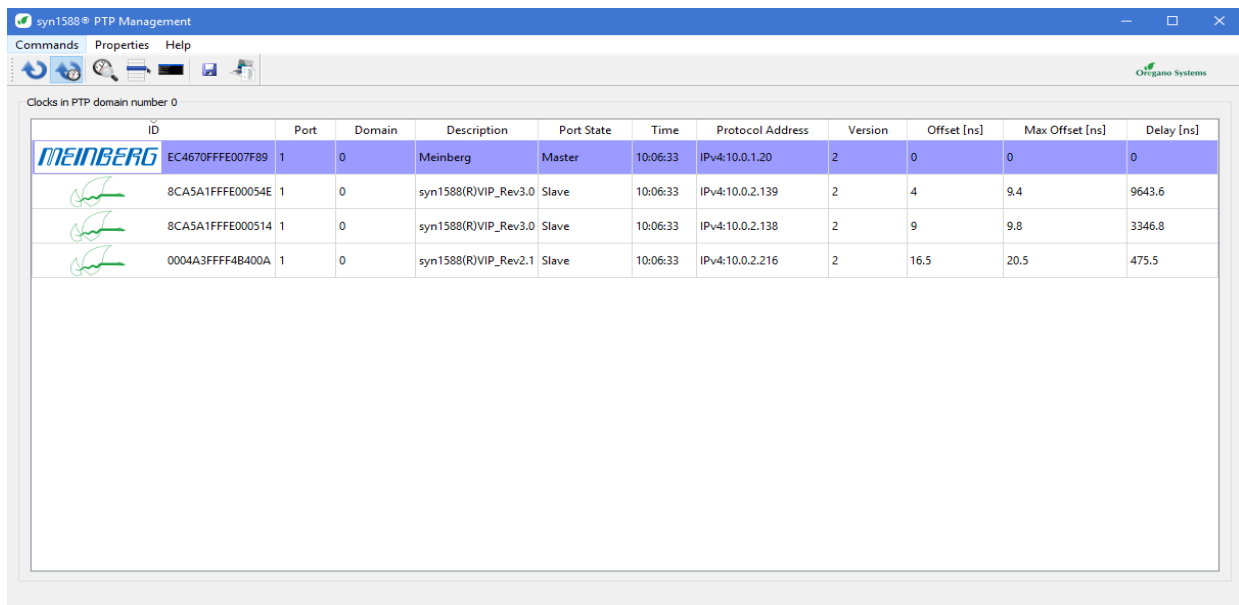 syn1588® PTP Management
Commands Properties Help
Oregano Systems
Clocks in PTP domain number 0
ID Port Domain Description Port State Time Protocol Address Version Offset [ns] Max Offset [ns] Delay [ns]
MEINBERG EC4670FFFE007F89 1 0 Meinberg Master 10:06:33 IPv4:10.0.1.20 2 0 0 0
8CA5A1FFFE00054E 1 0 syn1588(R)VIP_Rev3.0 Slave 10:06:33 IPv4:10.0.2.139 2 4 9.4 9643.6
8CA5A1FFFE000514 1 0 syn1588(R)VIP_Rev3.0 Slave 10:06:33 IPv4:10.0.2.138 2 9 9.8 3346.8
0004A3FFFF4B400A 1 0 syn1588(R)VIP_Rev2.1 Slave 10:06:33 IPv4:10.0.2.216 2 16.5 20.5 475.5